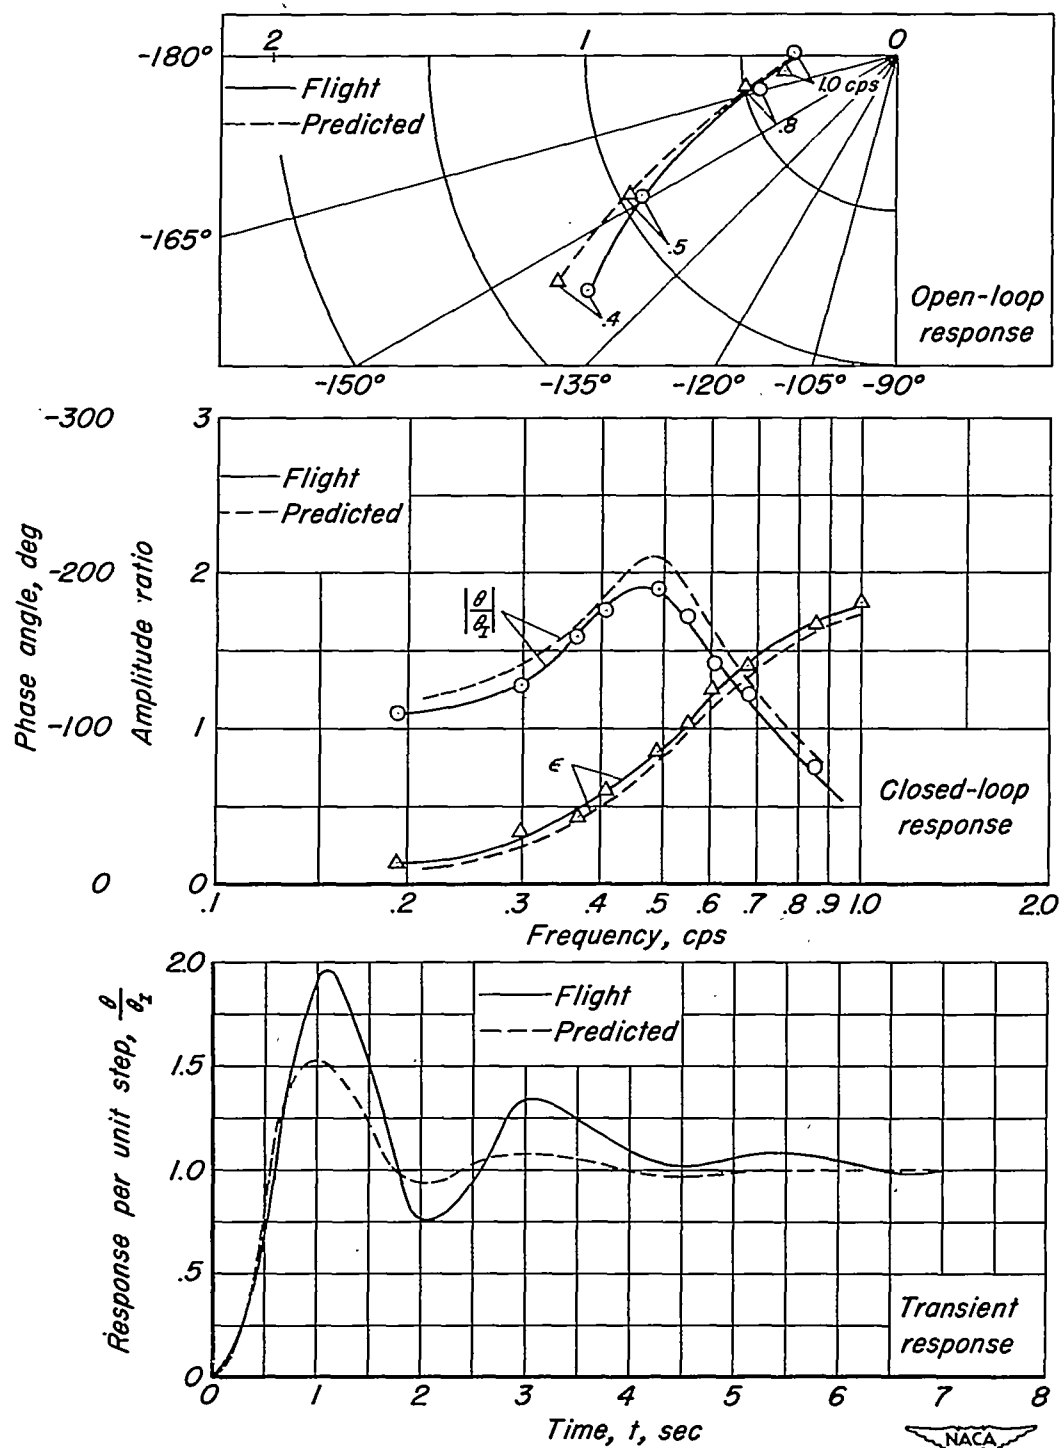 2 1 0
-180°
Flight
Predicted
1.0 cps
.8
.5
.4
-165°
Open-loop
response
-150° -135° -120° -105° -90°
-300 3
Flight
Predicted
-200 2
|θ/θI|
-100 1
ϵ
Closed-loop
response
0 0
Phase angle, deg
Amplitude ratio
.1 .2 .3 .4 .5 .6 .7 .8 .9 1.0 2.0
Frequency, cps
2.0
Flight
Predicted
1.5
1.0
.5
0
Response per unit step, θ/θI
Transient
response
0 1 2 3 4 5 6 7 8
Time, t, sec
NACA